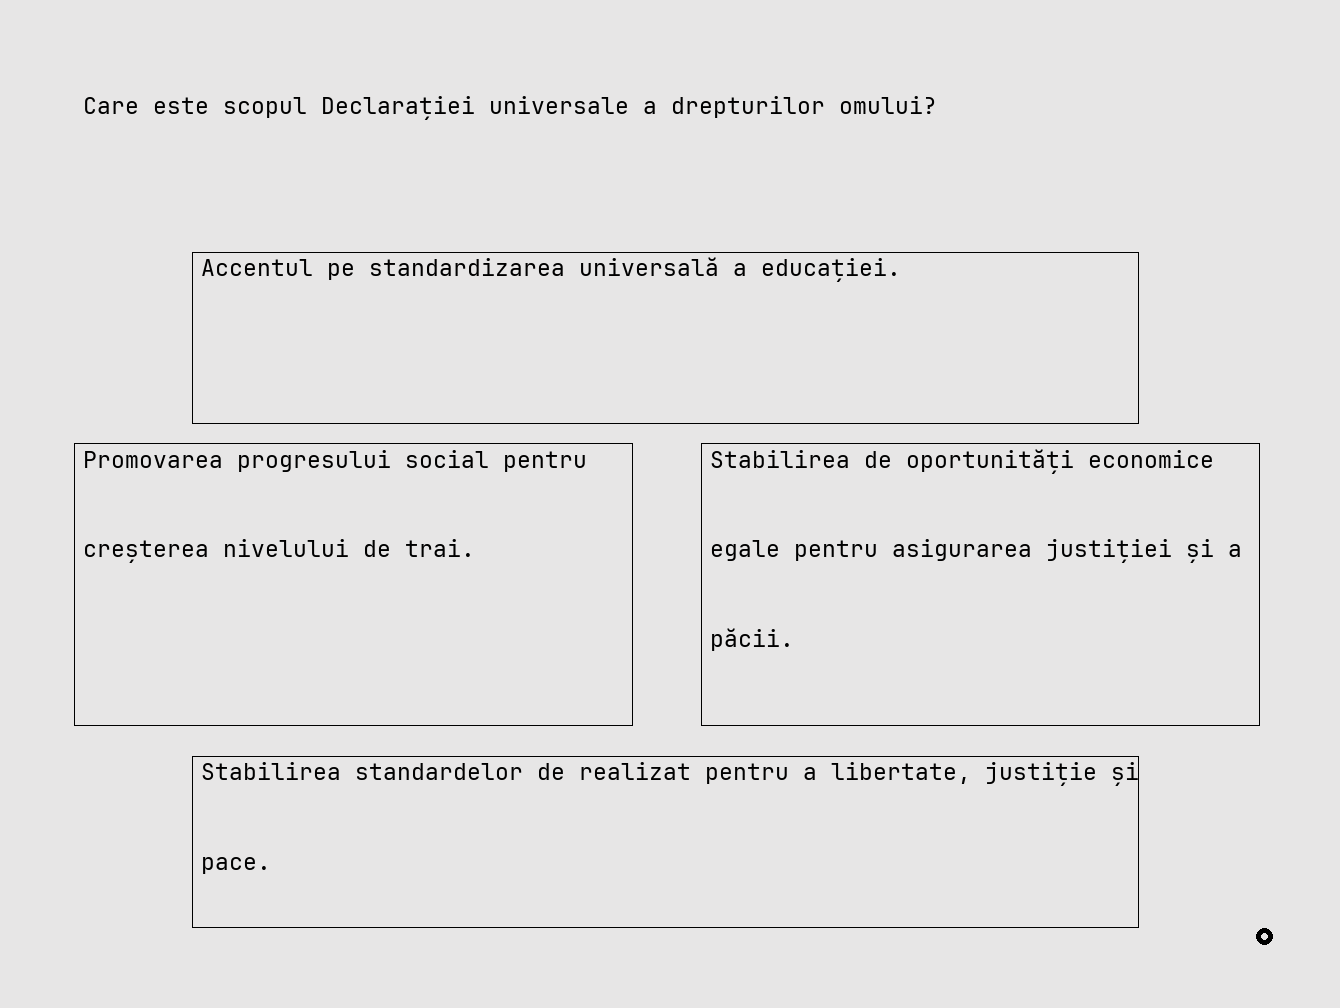 Care este scopul Declarației universale a drepturilor omului?
Accentul pe standardizarea universală a educației.
Promovarea progresului social pentru
creșterea nivelului de trai.
Stabilirea de oportunități economice
egale pentru asigurarea justiției și a
păcii.
Stabilirea standardelor de realizat pentru a libertate, justiție și
pace.